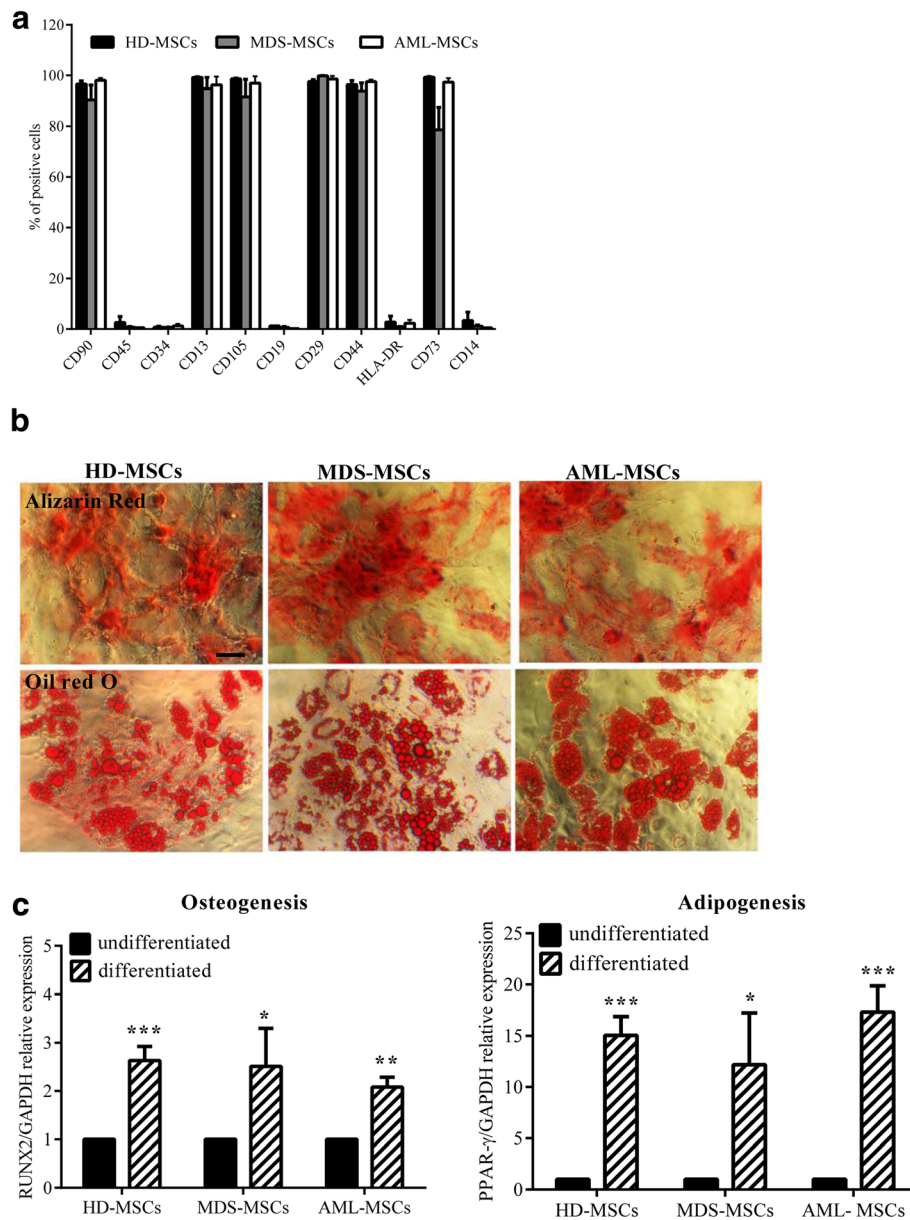 a
HD-MSCs MDS-MSCs AML-MSCs
% of positive cells
120
100
80
60
40
20
0
CD90 CD45 CD34 CD13 CD105 CD19 CD29 CD44 HLA-DR CD73 CD14
b
HD-MSCs MDS-MSCs AML-MSCs
Alizarin Red
Oil red O
c
Osteogenesis
RUNX2/GAPDH relative expression
undifferentiated
differentiated
5
4
3
2
1
0
*** * **
HD-MSCs MDS-MSCs AML-MSCs
Adipogenesis
PPAR-γ/GAPDH relative expression
undifferentiated
differentiated
25
20
15
10
5
0
*** * ***
HD-MSCs MDS-MSCs AML- MSCs